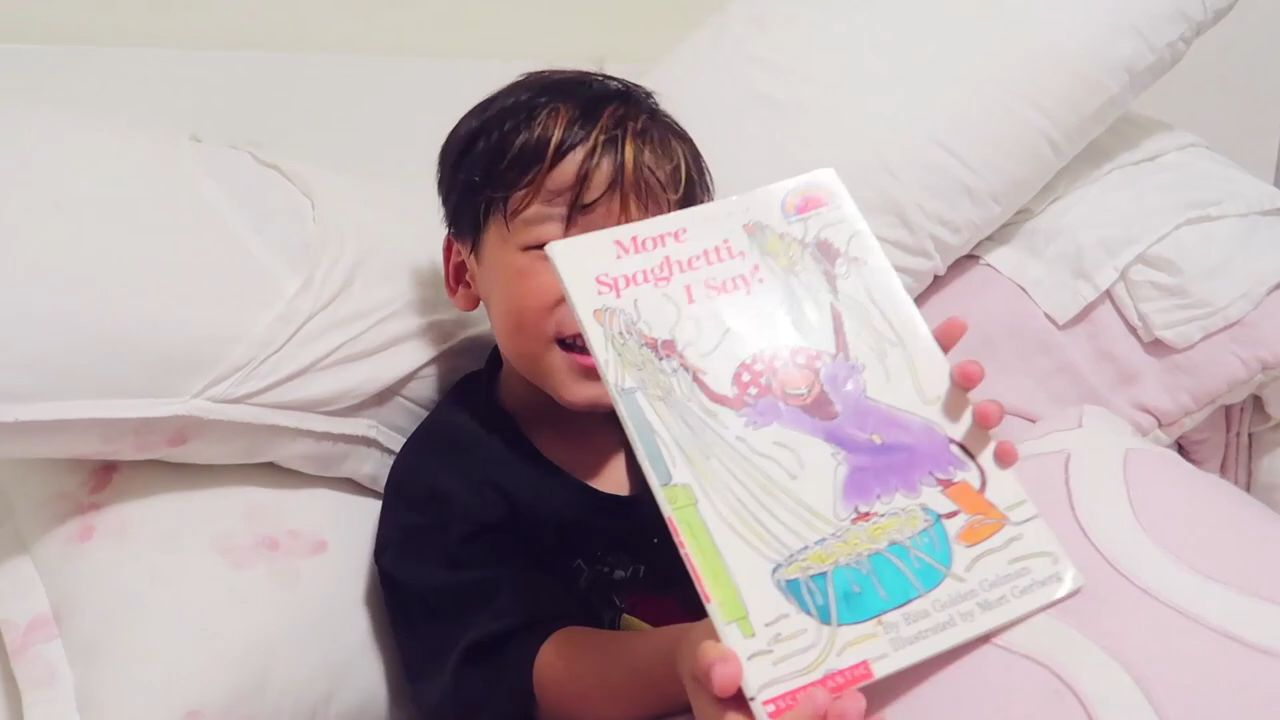 More
Spaghetti,
I Say!
By Rita Golden Gelman
Illustrated by Mort Gerberg
SCHOLASTIC